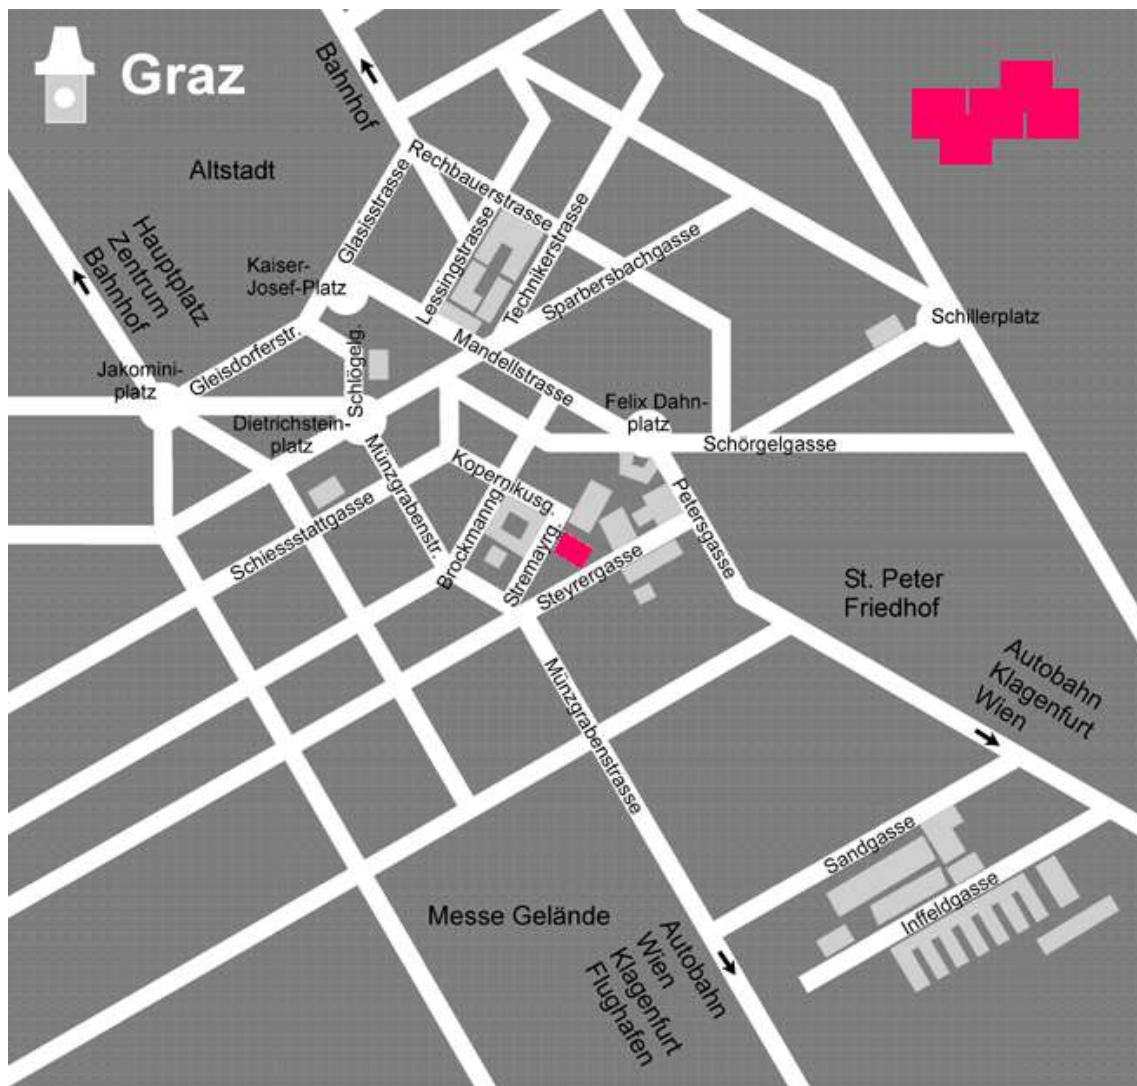 Graz
Bahnhof
Altstadt
Rechbauerstrasse
Glasisstrasse
Hauptplatz
Zentrum
Bahnhof
Kaiser-
Josef-Platz
Lessingstrasse
Technikerstrasse
Sparbersbachgasse
Schillerplatz
Gleisdorferstr.
Schlögelg.
Mandellstrasse
Jakomini-
platz
Felix Dahn-
platz
Dietrichstein-
platz
Schörgelgasse
Münzgrabenstr.
Kopernikusg.
Petersgasse
Schiessstattgasse
Brockmanng.
Stremayrg.
Steyrergasse
St. Peter
Friedhof
Autobahn
Klagenfurt
Wien
Münzgrabenstrasse
Sandgasse
Inffeldgasse
Messe Gelände
Autobahn
Wien
Klagenfurt
Flughafen